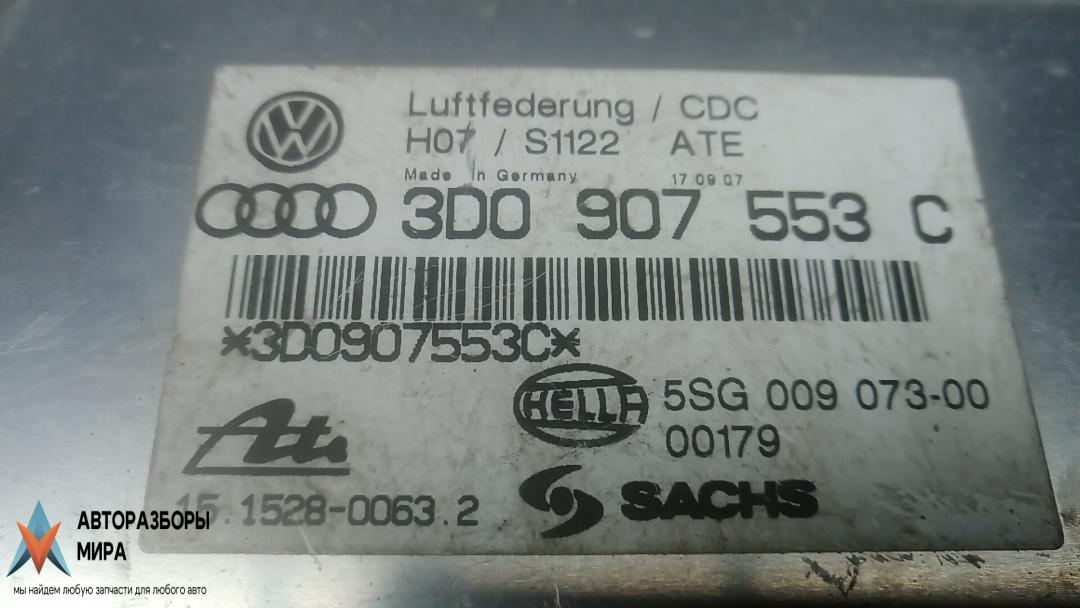 Luftfederung / CDC
H07 / S1122 ATE
Made In Germany 17 09 07
3D0 907 553 C
*3D0907553C*
HELLA 5SG 009 073-00
00179
Ate
15.1528-0063.2
SACHS
АВТОРАЗБОРЫ
МИРА
мы найдем любую запчасти для любого авто